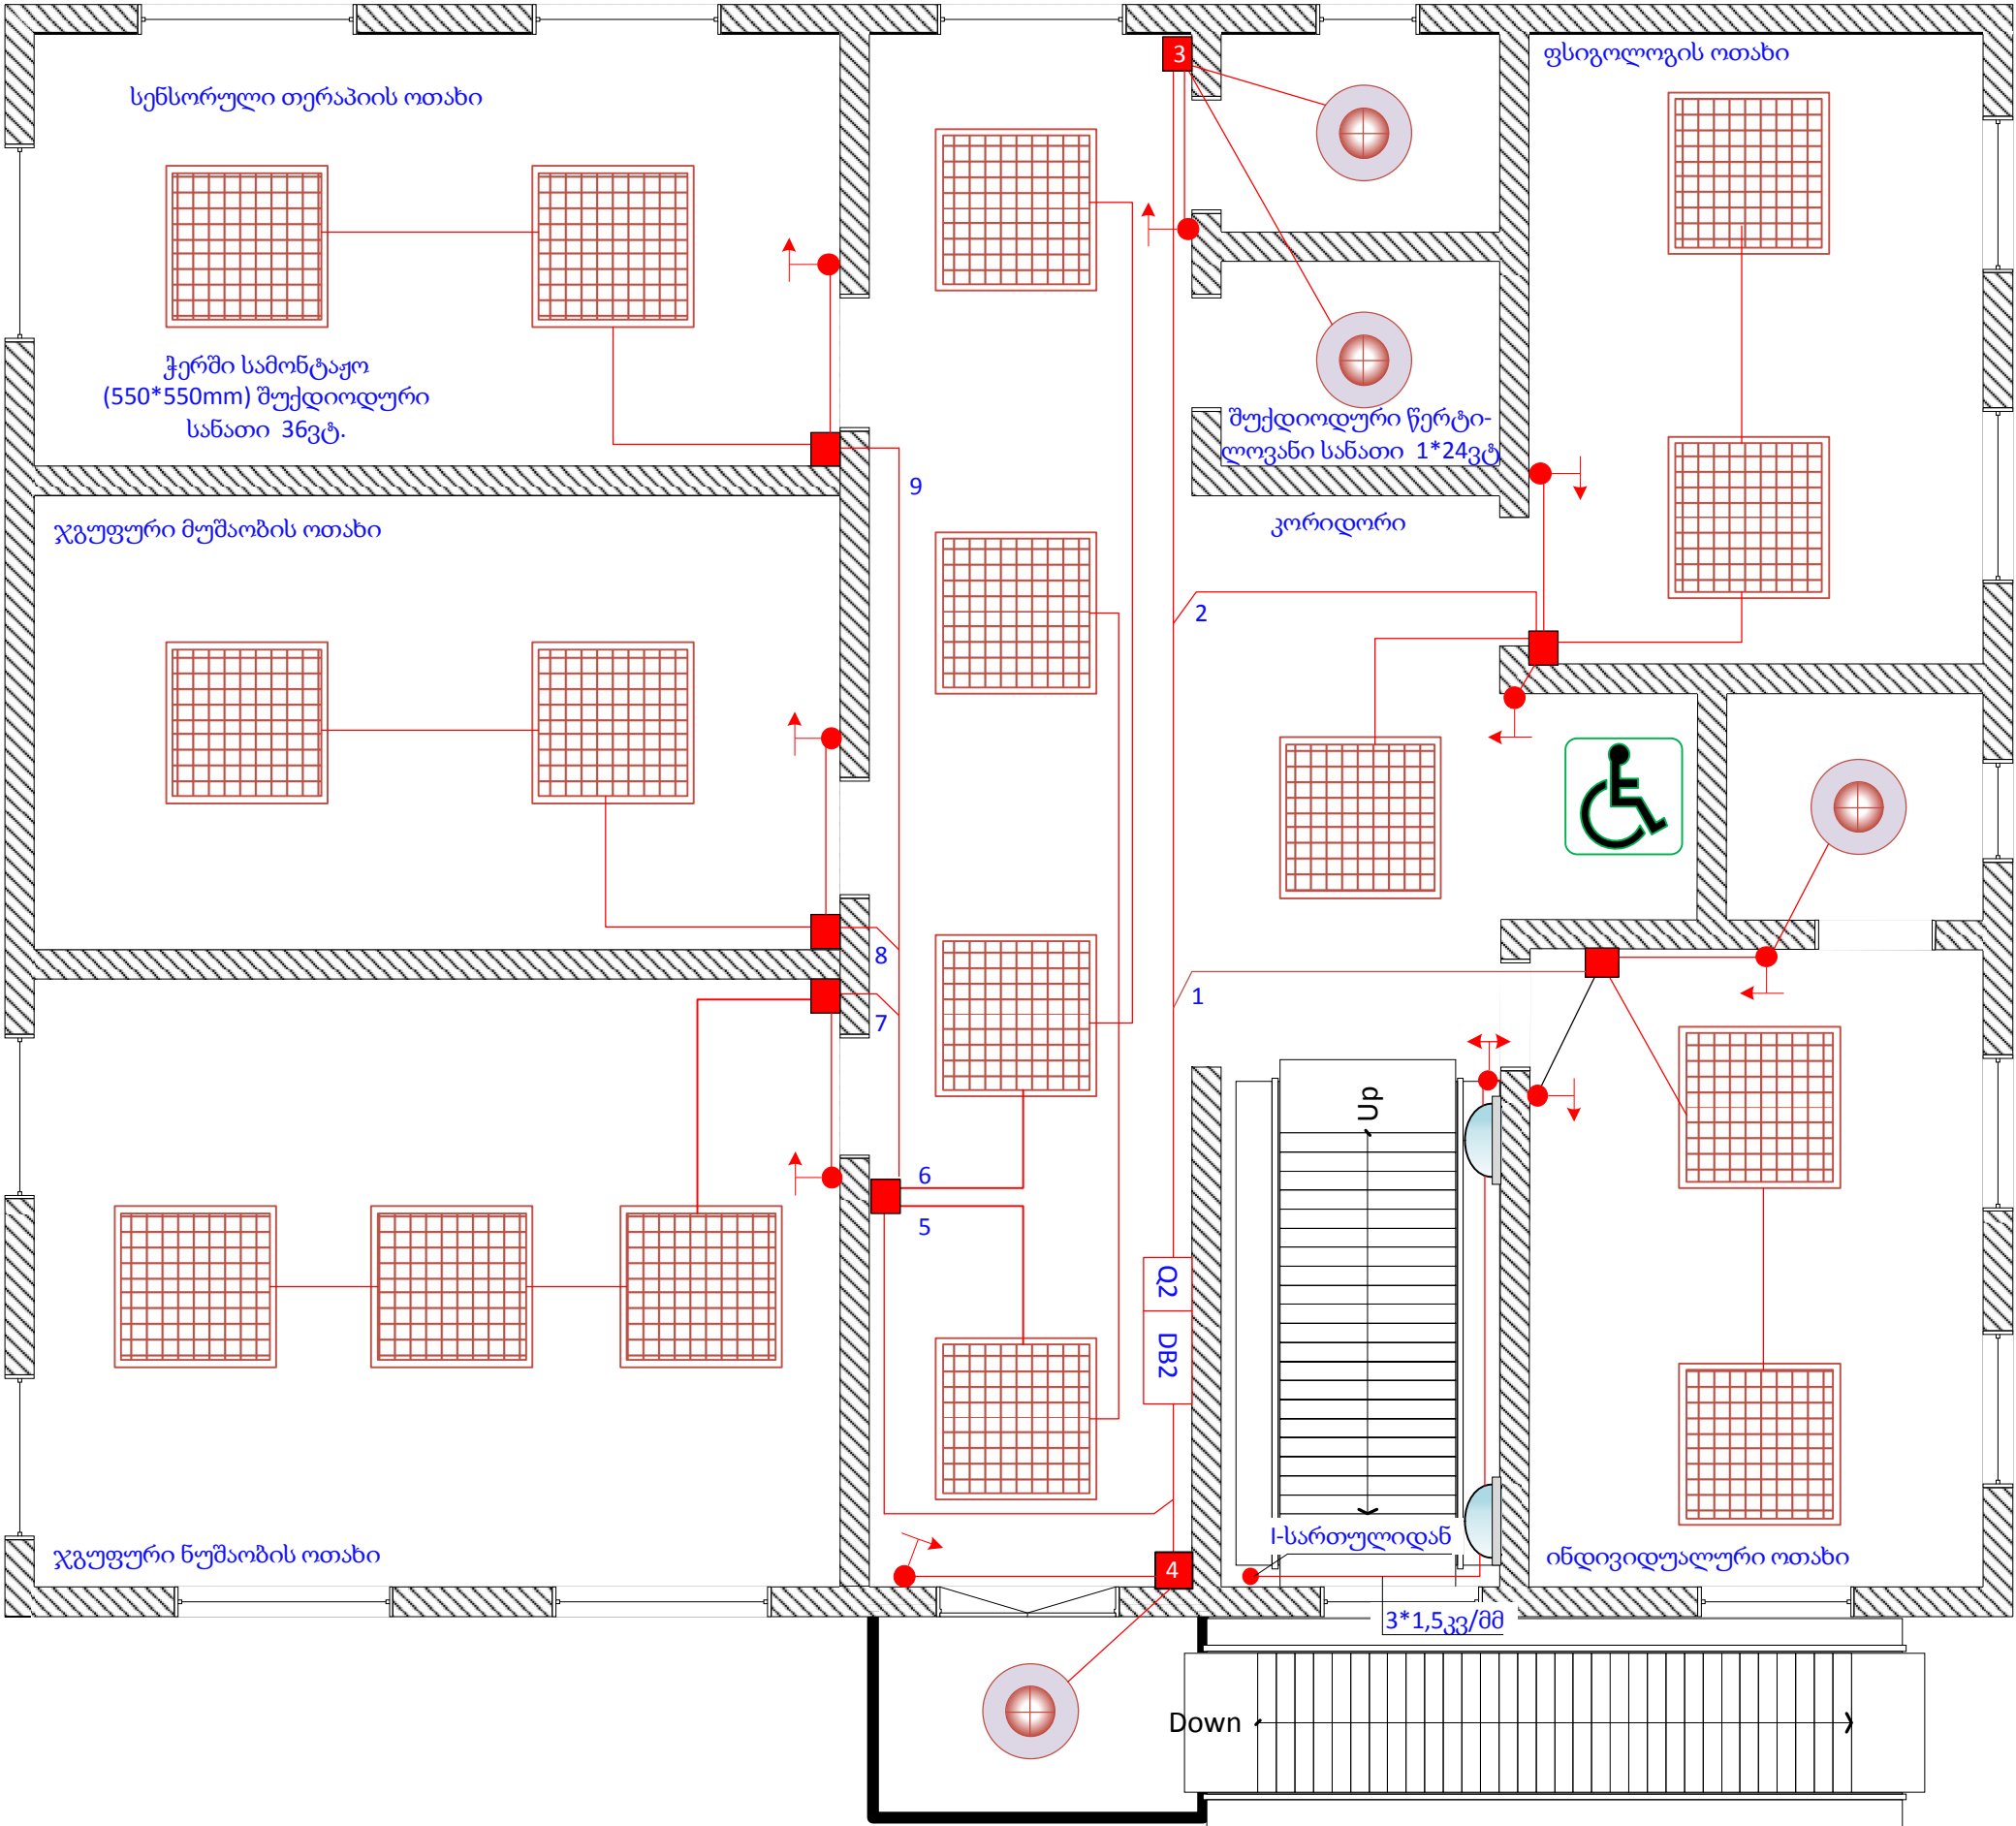 3
ფსიგოლოგის ოთახი
სენსორული თერაპიის ოთახი
ჭერში სამონტაჟო
(550*550mm) შუქდიოდური
სანათი 36ვტ.
შუქდიოდური წერტი-
ლოვანი სანათი 1*24ვტ
9
ჯგუფური მუშაობის ოთახი
კორიდორი
2
8
1
7
Up
6
5
Q2
DB2
I-სართულიდან
ჯგუფური ნუშაობის ოთახი
ინდივიდუალური ოთახი
4
3*1,5კვ/მმ
Down